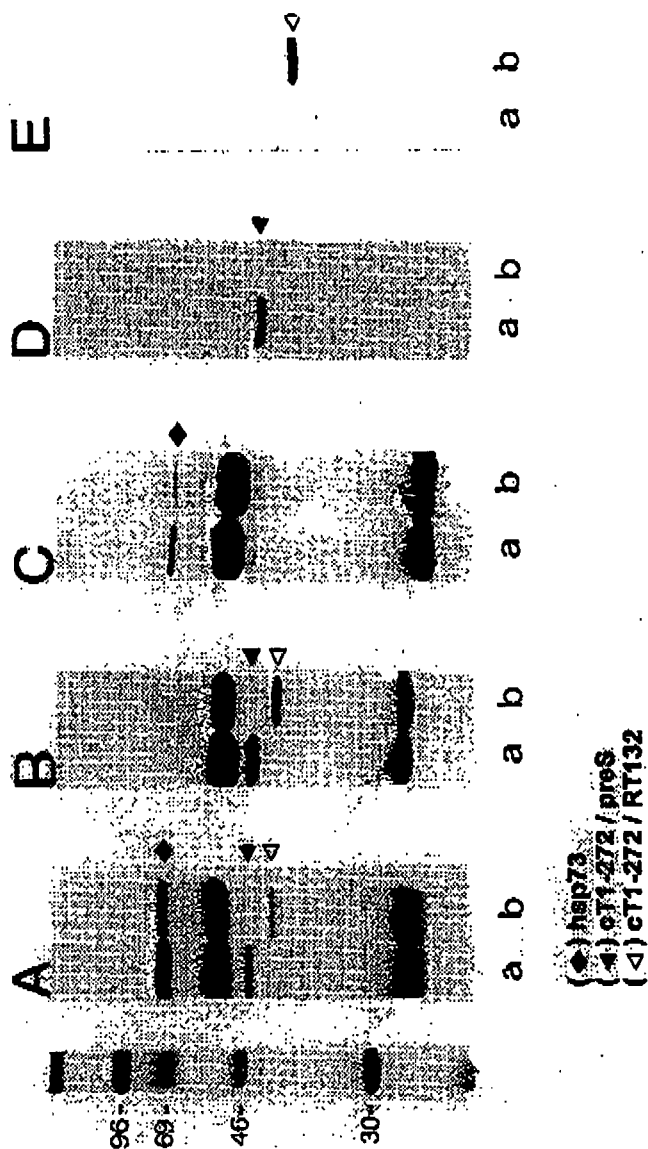 A B C D E
96-
69-
46-
30-
a b a b a b a b a b
(◆) hsp73
(◀) cT1-272 / preS
(◁) cT1-272 / RT132